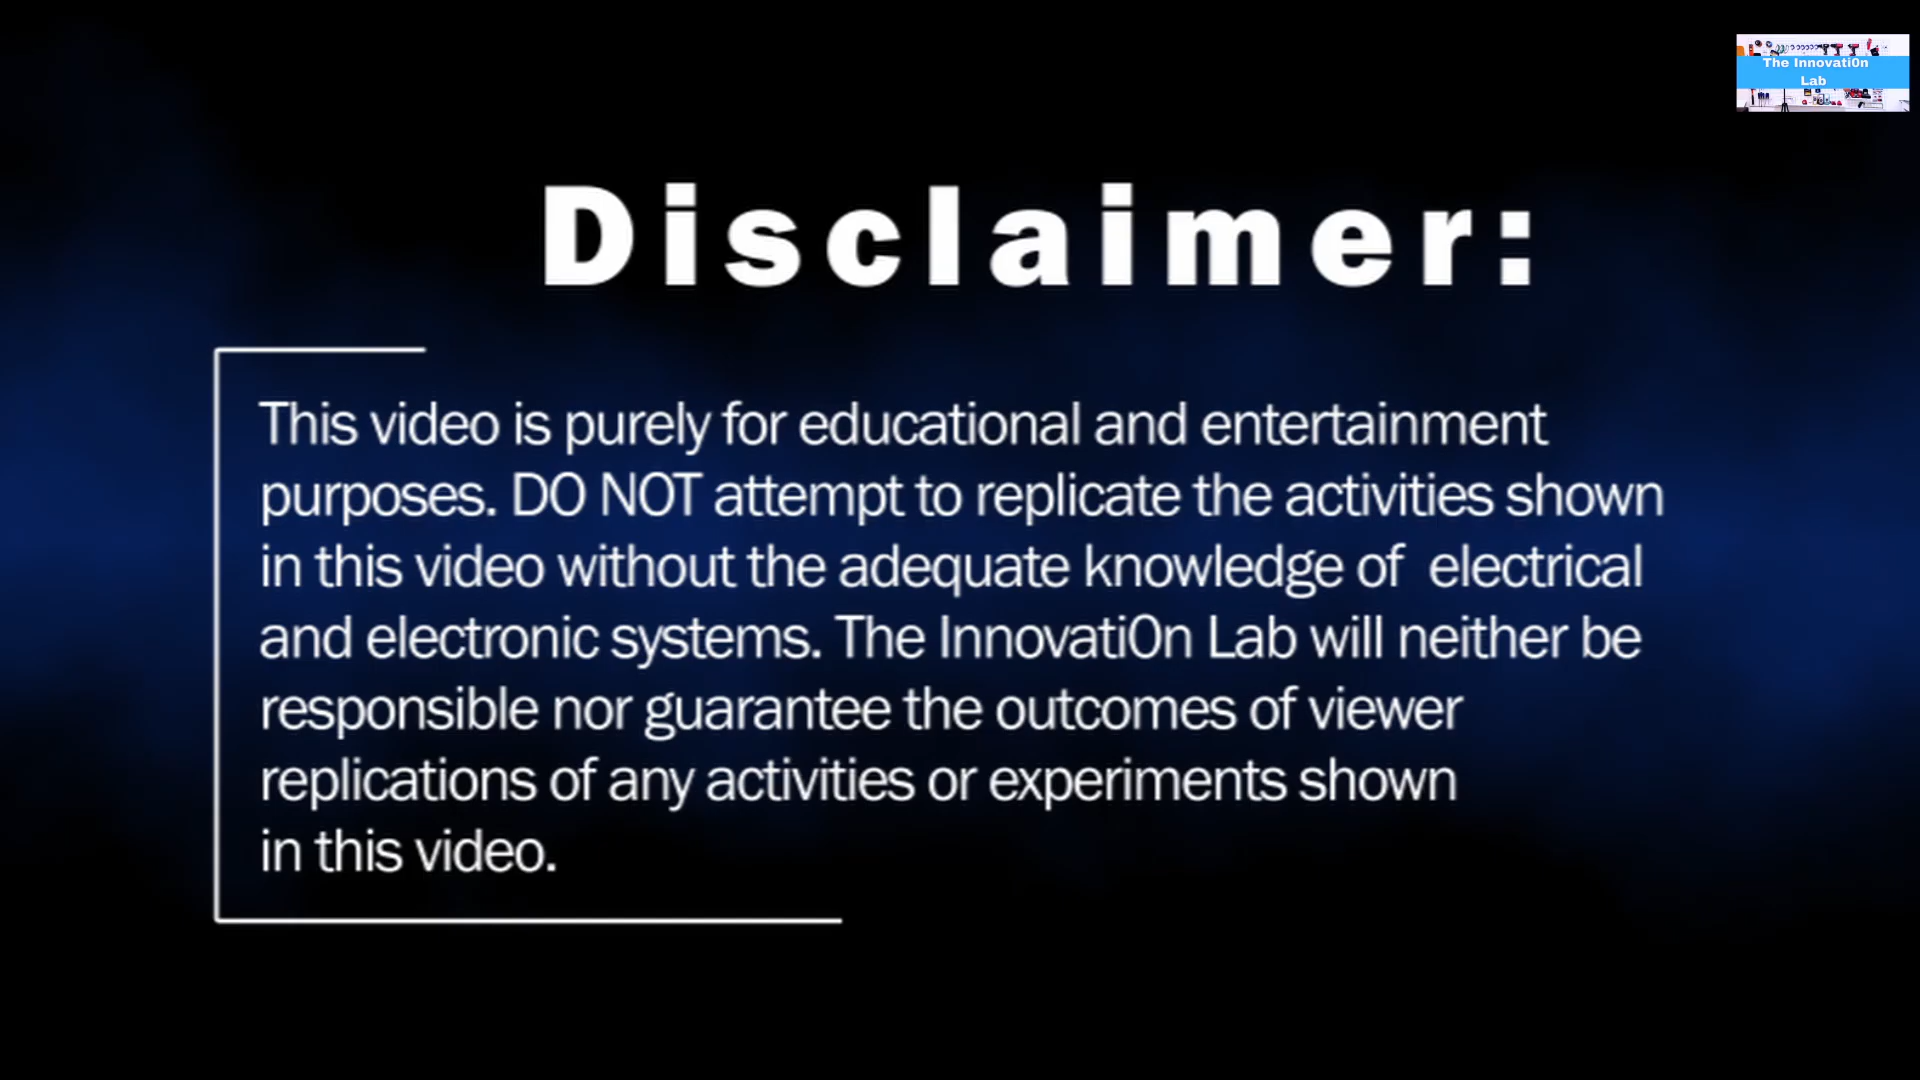 The Innovati0n
Lab
Disclaimer:
This video is purely for educational and entertainment
purposes. DO NOT attempt to replicate the activities shown
in this video without the adequate knowledge of  electrical
and electronic systems. The Innovati0n Lab will neither be
responsible nor guarantee the outcomes of viewer
replications of any activities or experiments shown
in this video.